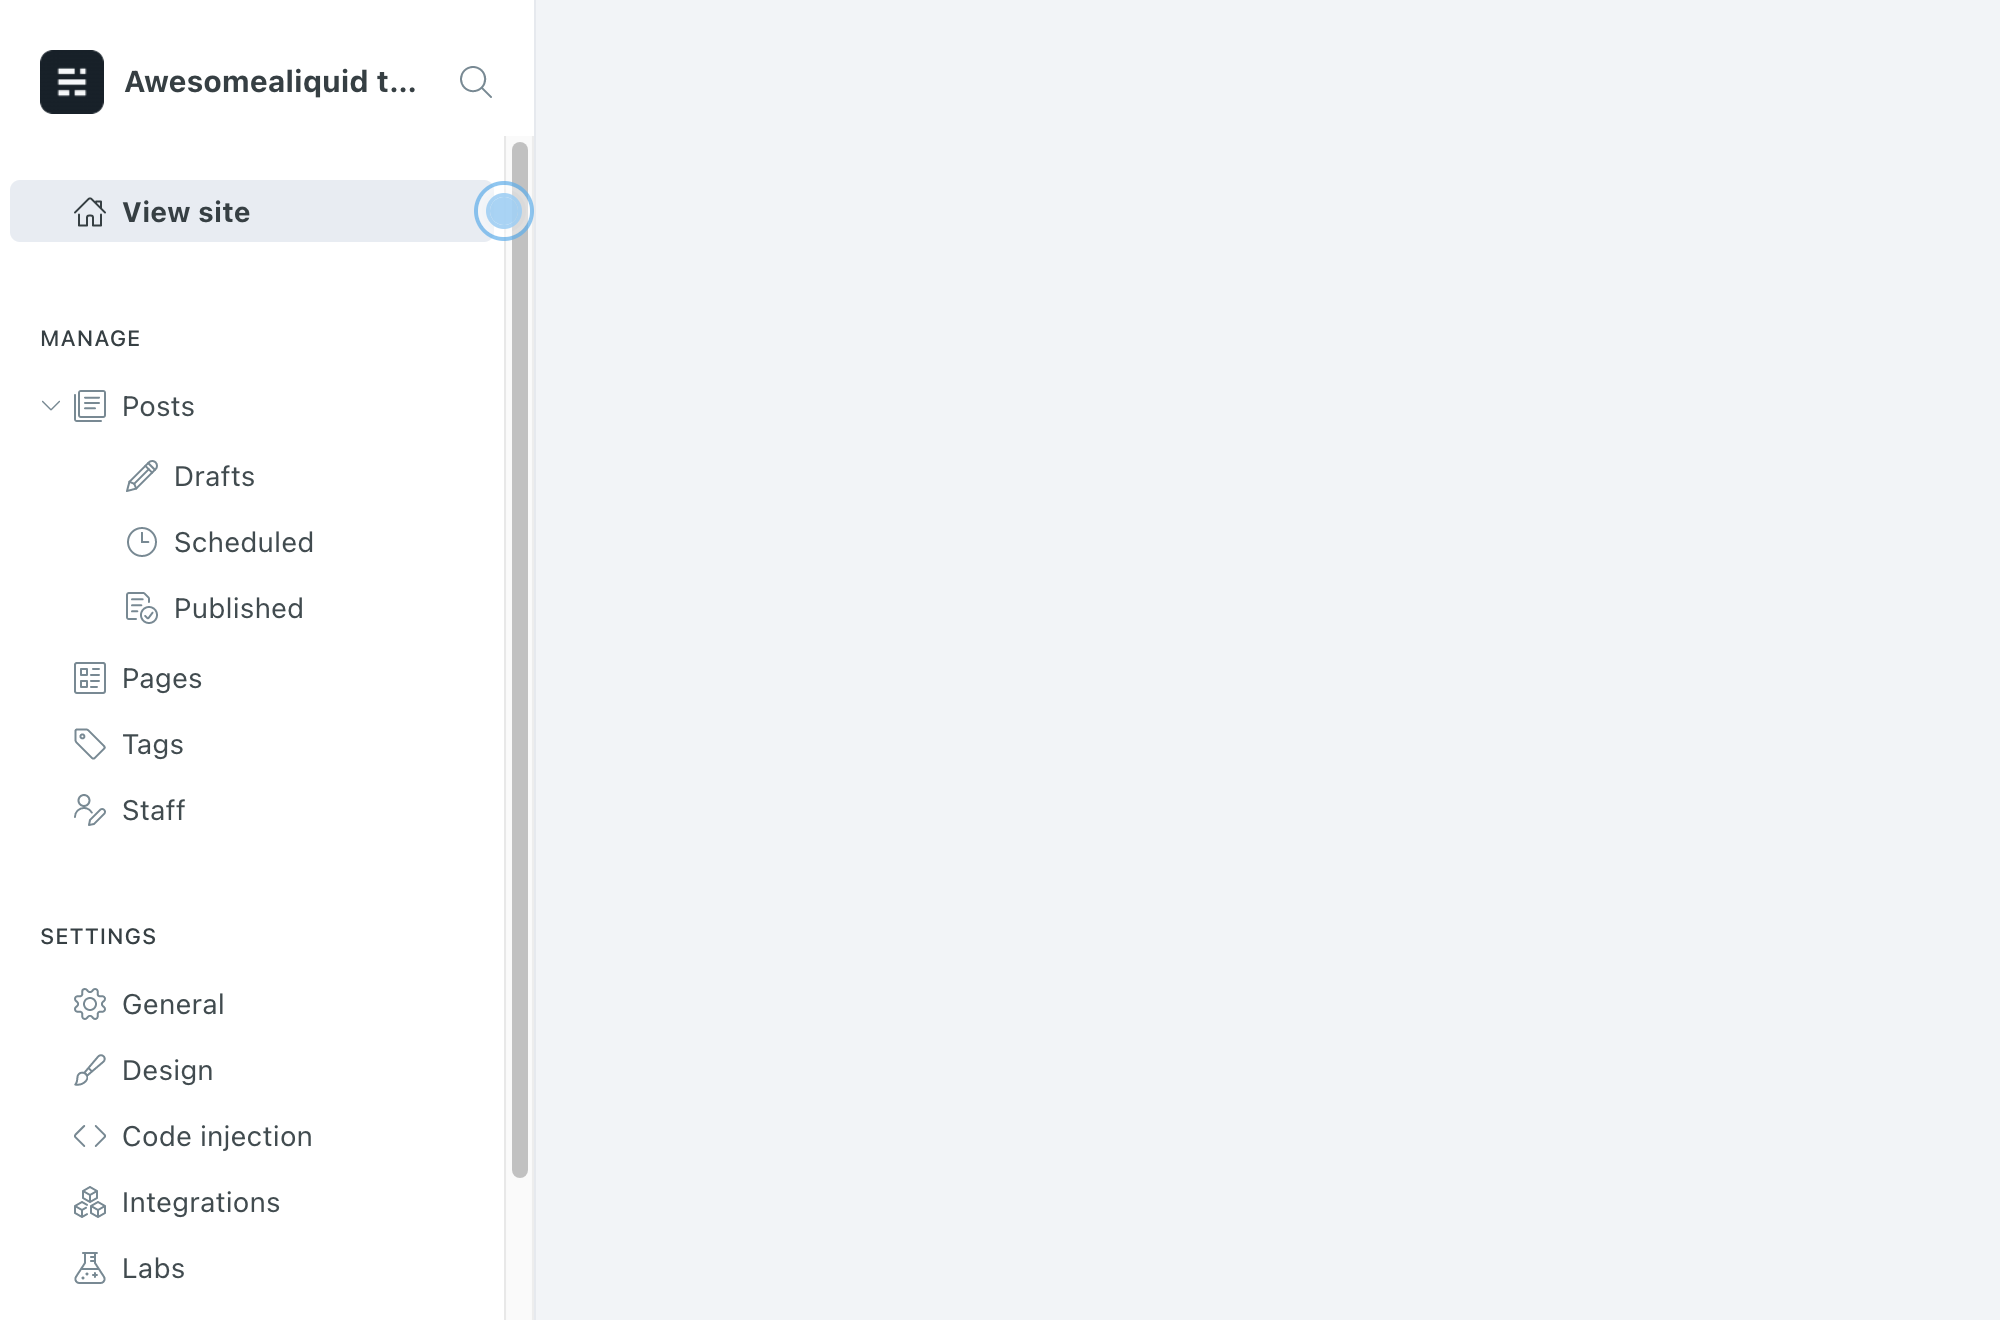 Awesomealiquid t...
View site
MANAGE
Posts
Drafts
Scheduled
Published
Pages
Tags
Staff
SETTINGS
General
Design
Code injection
Integrations
Labs